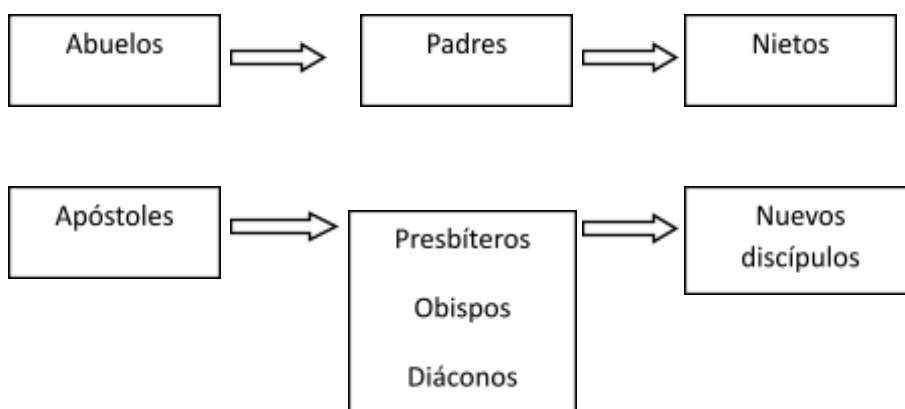 Abuelos
Padres
Nietos
Apóstoles
Presbíteros
Obispos
Diáconos
Nuevos
discípulos